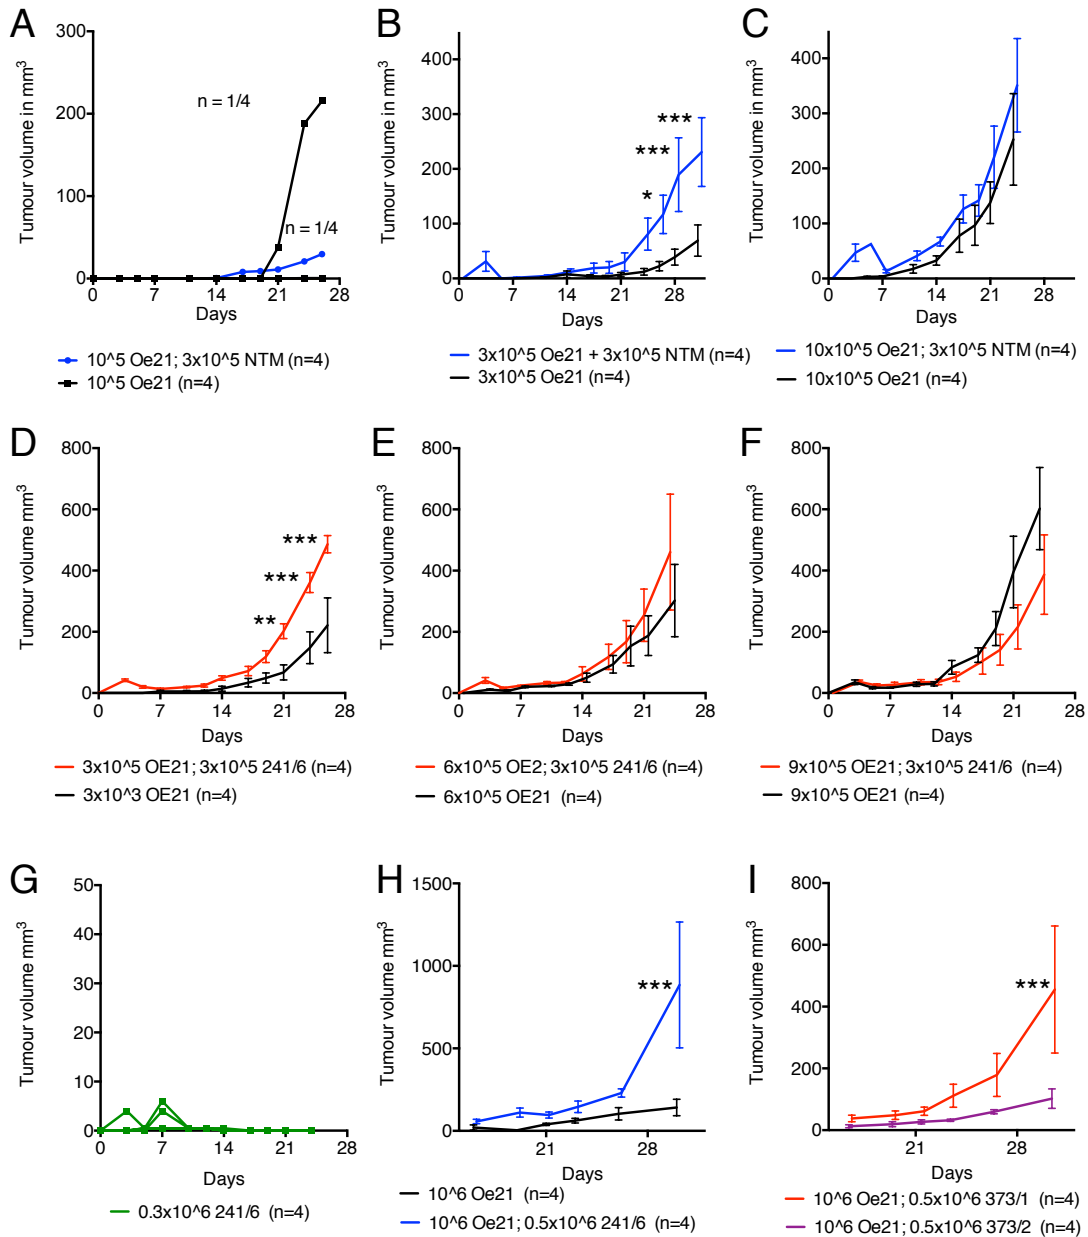 A
Tumour volume in mm3
300
200
100
0
n = 1/4
n = 1/4
0 7 14 21 28
Days
10^5 Oe21; 3x10^5 NTM (n=4)
10^5 Oe21 (n=4)
B
Tumour volume in mm3
400
300
200
100
0
***
***
*
0 7 14 21 28
Days
3x10^5 Oe21 + 3x10^5 NTM (n=4)
3x10^5 Oe21 (n=4)
C
Tumour volume in mm3
400
300
200
100
0
0 7 14 21 28
Days
10x10^5 Oe21; 3x10^5 NTM (n=4)
10x10^5 Oe21 (n=4)
D
Tumour volume mm3
800
600
400
200
0
***
***
**
0 7 14 21 28
Days
3x10^5 OE21; 3x10^5 241/6 (n=4)
3x10^3 OE21 (n=4)
E
Tumour volume mm3
800
600
400
200
0
0 7 14 21 28
Days
6x10^5 OE2; 3x10^5 241/6 (n=4)
6x10^5 OE21 (n=4)
F
Tumour volume mm3
800
600
400
200
0
0 7 14 21 28
Days
9x10^5 OE21; 3x10^5 241/6 (n=4)
9x10^5 OE21 (n=4)
G
Tumour volume mm3
50
40
30
20
10
0
0 7 14 21 28
Days
0.3x10^6 241/6 (n=4)
H
Tumour volume mm3
1500
1000
500
0
***
21 28
Days
10^6 Oe21 (n=4)
10^6 Oe21; 0.5x10^6 241/6 (n=4)
I
Tumour volume mm3
800
600
400
200
0
***
21 28
Days
10^6 Oe21; 0.5x10^6 373/1 (n=4)
10^6 Oe21; 0.5x10^6 373/2 (n=4)